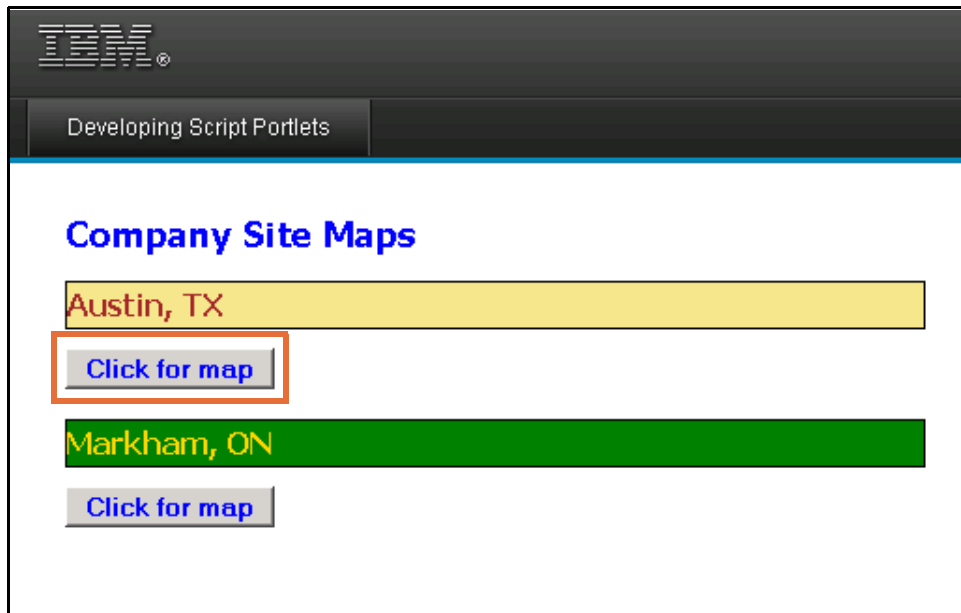 IBM®
Developing Script Portlets
Company Site Maps
Austin, TX
Click for map
Markham, ON
Click for map